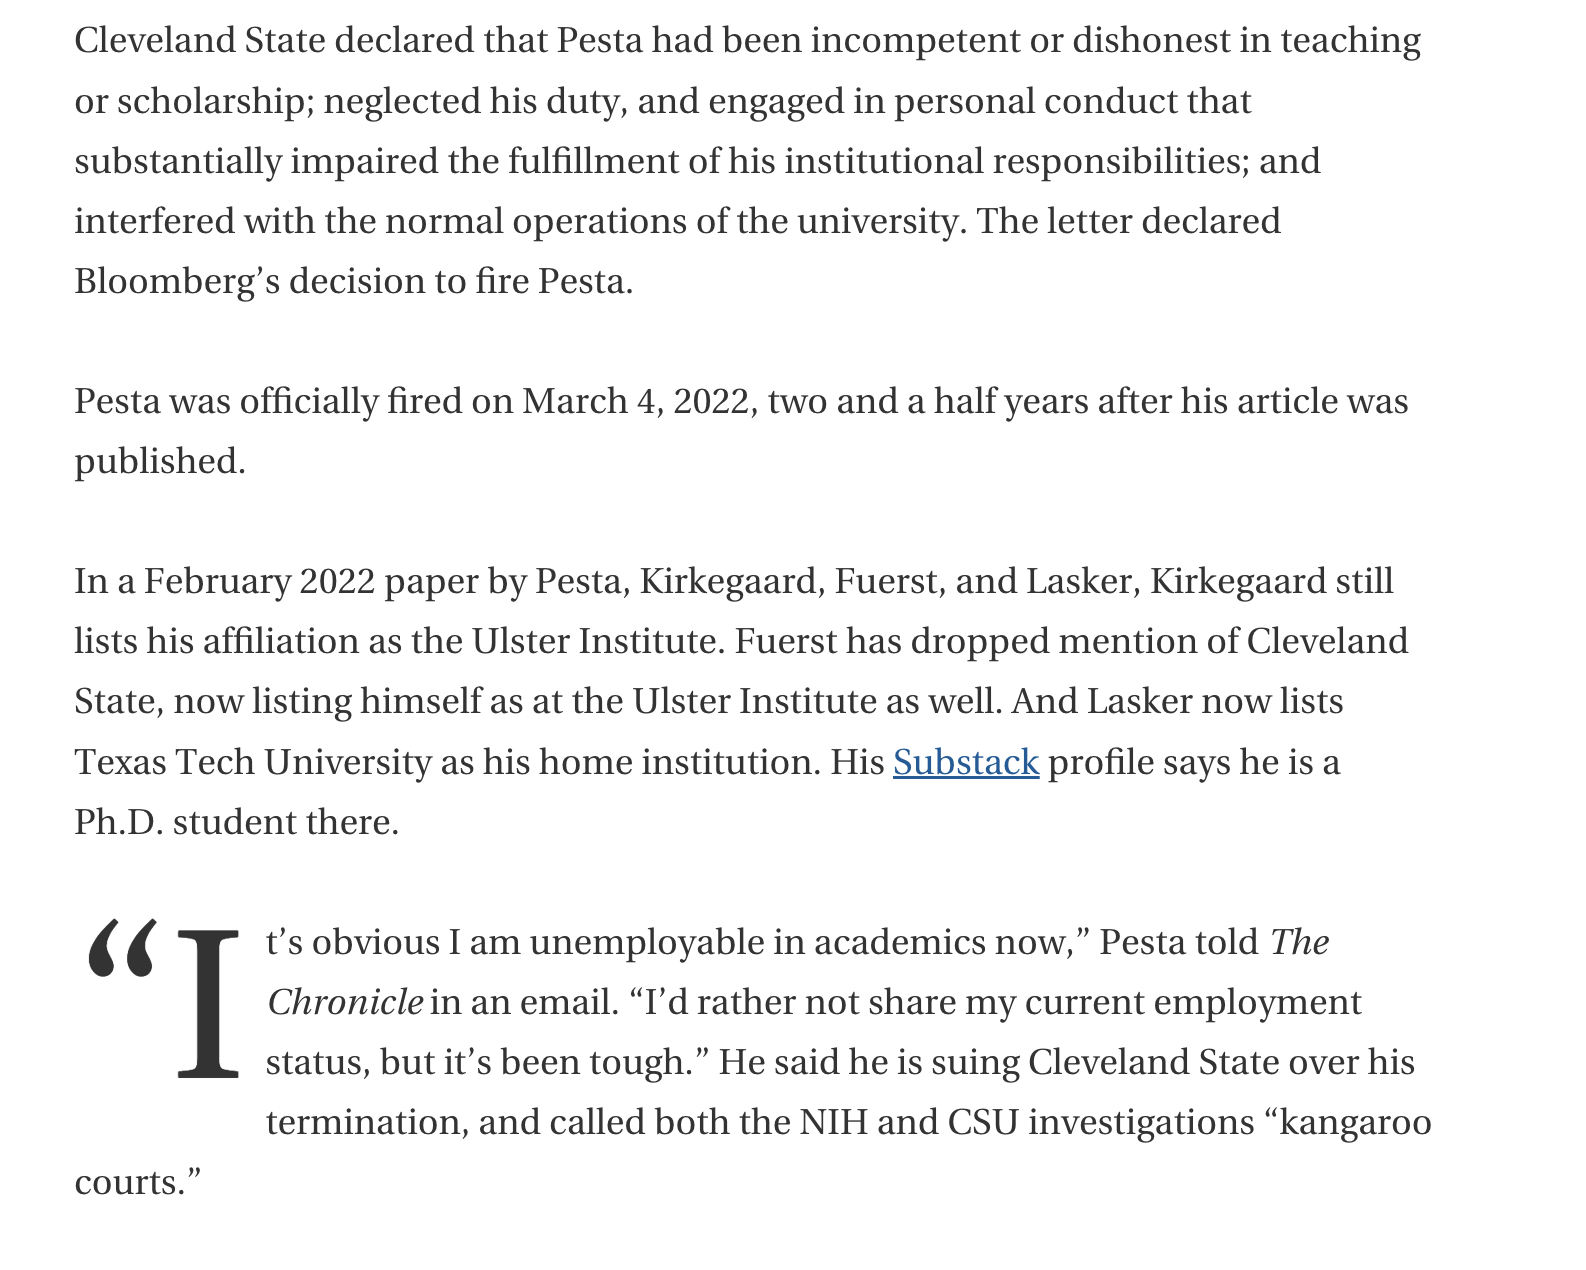 Cleveland State declared that Pesta had been incompetent or dishonest in teaching
or scholarship; neglected his duty, and engaged in personal conduct that
substantially impaired the fulfillment of his institutional responsibilities; and
interfered with the normal operations of the university. The letter declared
Bloomberg’s decision to fire Pesta.
Pesta was officially fired on March 4, 2022, two and a half years after his article was
published.
In a February 2022 paper by Pesta, Kirkegaard, Fuerst, and Lasker, Kirkegaard still
lists his affiliation as the Ulster Institute. Fuerst has dropped mention of Cleveland
State, now listing himself as at the Ulster Institute as well. And Lasker now lists
Texas Tech University as his home institution. His Substack profile says he is a
Ph.D. student there.
“It’s obvious I am unemployable in academics now,” Pesta told The
Chronicle in an email. “I’d rather not share my current employment
status, but it’s been tough.” He said he is suing Cleveland State over his
termination, and called both the NIH and CSU investigations “kangaroo
courts.”